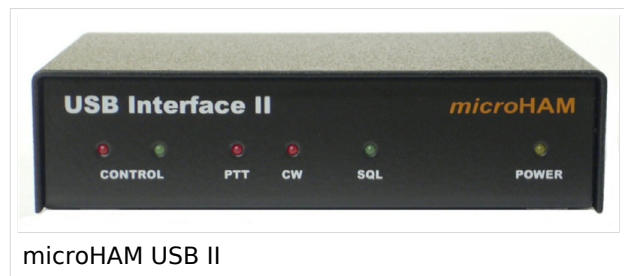 USB Interface II microHAM
CONTROL PTT CW SQL POWER
microHAM USB II